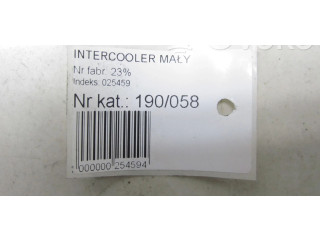 INTERCOOLER MAŁY
Nr fabr. 23%
Indeks: 025459
Nr kat.: 190/058
000000 254594